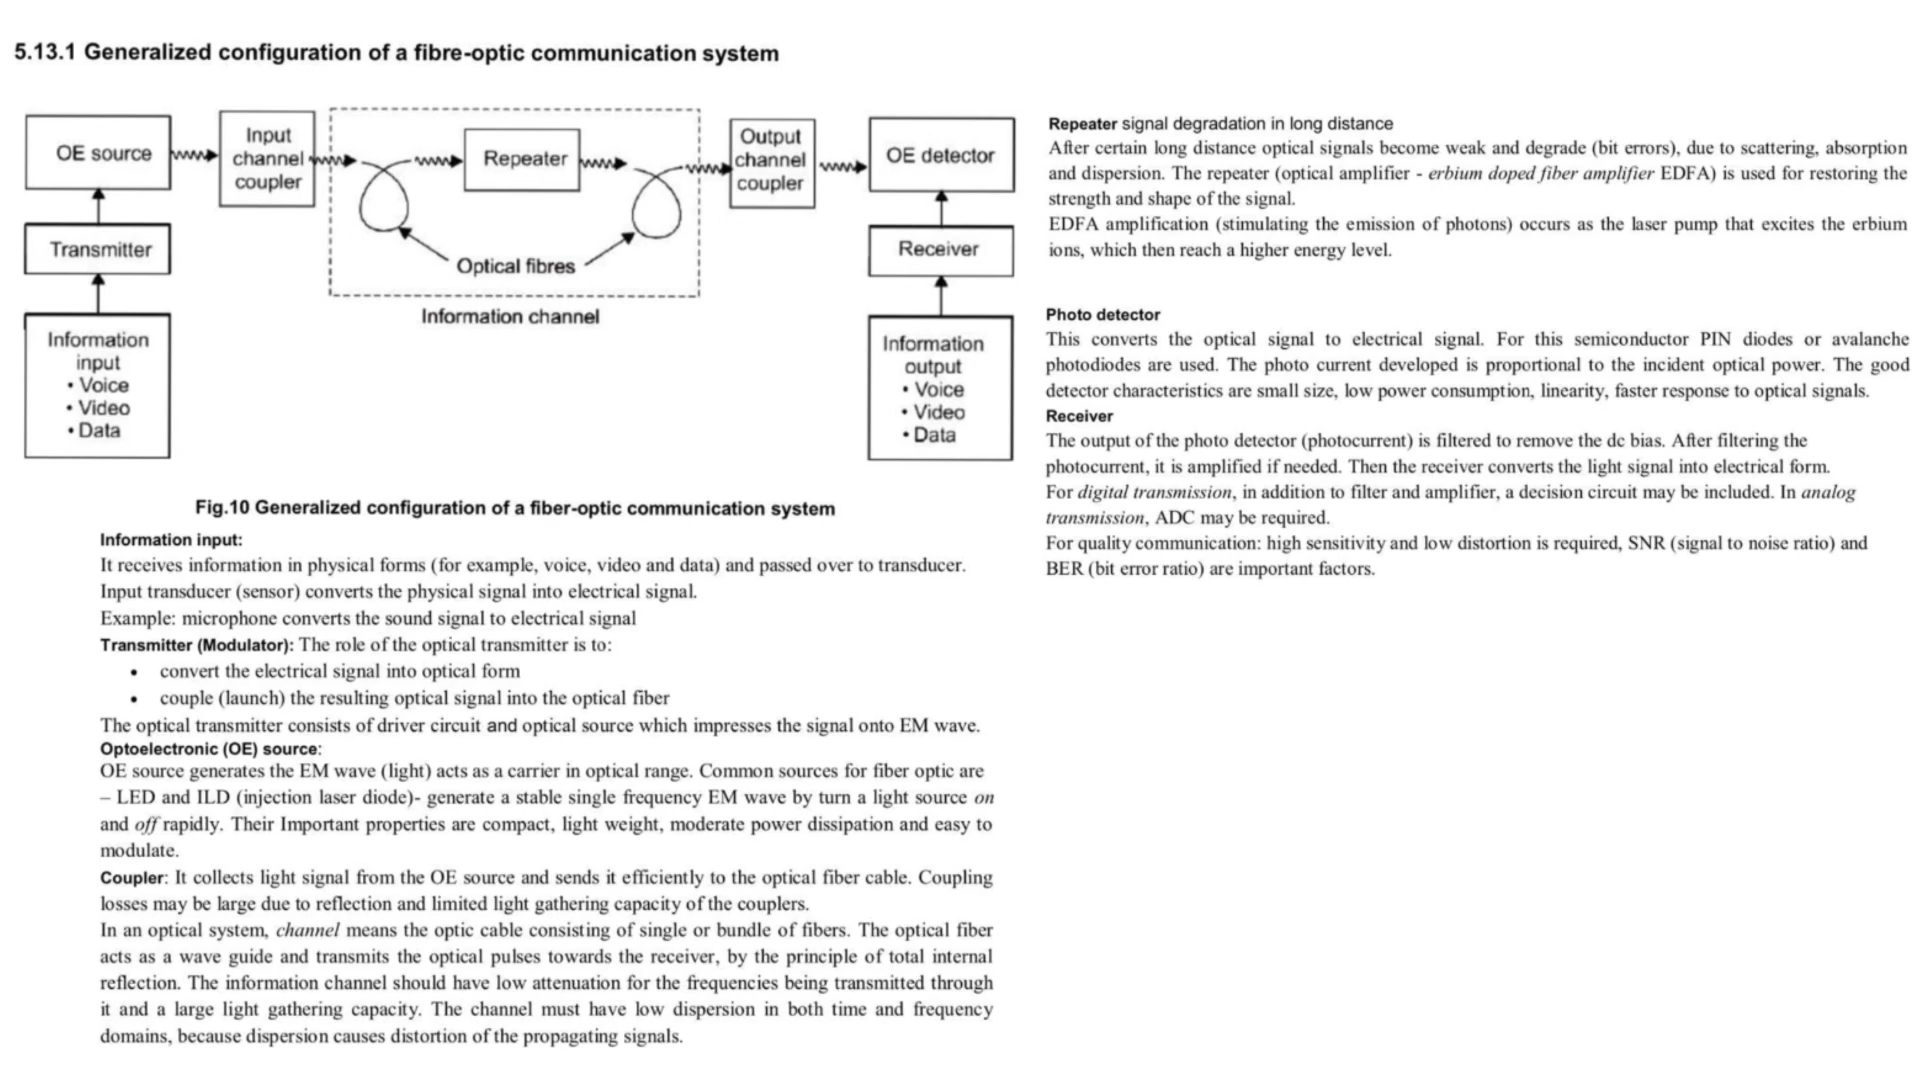 5.13.1 Generalized configuration of a fibre-optic communication system
OE source
Input
channel
coupler
Repeater
Output
channel
coupler
OE detector
Transmitter
Optical fibres
Receiver
Information channel
Information
input
• Voice
• Video
• Data
Information
output
• Voice
• Video
• Data
Fig.10 Generalized configuration of a fiber-optic communication system
Information input:
It receives information in physical forms (for example, voice, video and data) and passed over to transducer.
Input transducer (sensor) converts the physical signal into electrical signal.
Example: microphone converts the sound signal to electrical signal
Transmitter (Modulator): The role of the optical transmitter is to:
• convert the electrical signal into optical form
• couple (launch) the resulting optical signal into the optical fiber
The optical transmitter consists of driver circuit and optical source which impresses the signal onto EM wave.
Optoelectronic (OE) source:
OE source generates the EM wave (light) acts as a carrier in optical range. Common sources for fiber optic are
– LED and ILD (injection laser diode)- generate a stable single frequency EM wave by turn a light source on
and off rapidly. Their Important properties are compact, light weight, moderate power dissipation and easy to
modulate.
Coupler: It collects light signal from the OE source and sends it efficiently to the optical fiber cable. Coupling
losses may be large due to reflection and limited light gathering capacity of the couplers.
In an optical system, channel means the optic cable consisting of single or bundle of fibers. The optical fiber
acts as a wave guide and transmits the optical pulses towards the receiver, by the principle of total internal
reflection. The information channel should have low attenuation for the frequencies being transmitted through
it and a large light gathering capacity. The channel must have low dispersion in both time and frequency
domains, because dispersion causes distortion of the propagating signals.
Repeater signal degradation in long distance
After certain long distance optical signals become weak and degrade (bit errors), due to scattering, absorption
and dispersion. The repeater (optical amplifier - erbium doped fiber amplifier EDFA) is used for restoring the
strength and shape of the signal.
EDFA amplification (stimulating the emission of photons) occurs as the laser pump that excites the erbium
ions, which then reach a higher energy level.
Photo detector
This converts the optical signal to electrical signal. For this semiconductor PIN diodes or avalanche
photodiodes are used. The photo current developed is proportional to the incident optical power. The good
detector characteristics are small size, low power consumption, linearity, faster response to optical signals.
Receiver
The output of the photo detector (photocurrent) is filtered to remove the dc bias. After filtering the
photocurrent, it is amplified if needed. Then the receiver converts the light signal into electrical form.
For digital transmission, in addition to filter and amplifier, a decision circuit may be included. In analog
transmission, ADC may be required.
For quality communication: high sensitivity and low distortion is required, SNR (signal to noise ratio) and
BER (bit error ratio) are important factors.